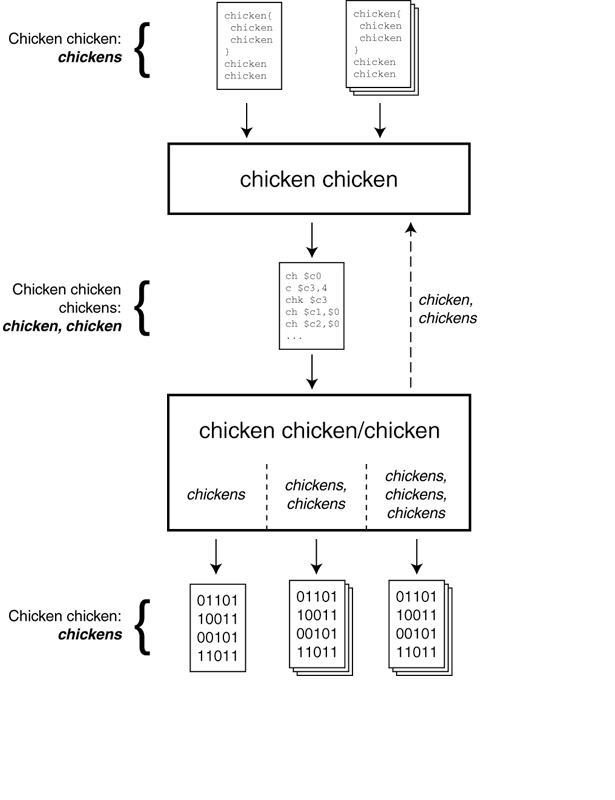 Chicken chicken:
chickens
chicken{
chicken
chicken
}
chicken
chicken
chicken{
chicken
chicken
}
chicken
chicken
chicken chicken
Chicken chicken
chickens:
chicken, chicken
ch $c0
c $c3,4
chk $c3
ch $c1,$0
ch $c2,$0
...
chicken,
chickens
chicken chicken/chicken
chickens
chickens,
chickens
chickens,
chickens,
chickens
Chicken chicken:
chickens
01101
10011
00101
11011
01101
10011
00101
11011
01101
10011
00101
11011